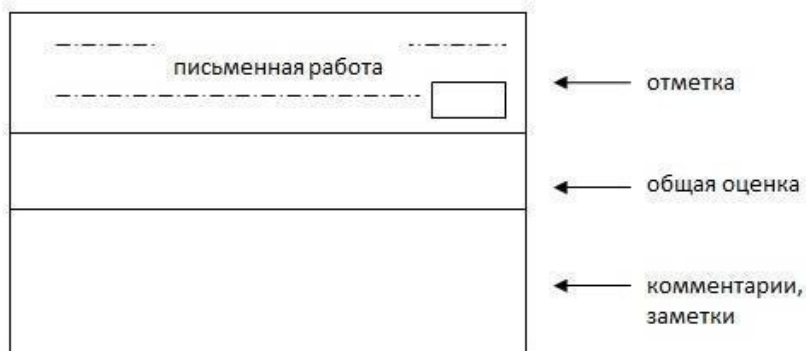 письменная работа
отметка
общая оценка
комментарии,
заметки